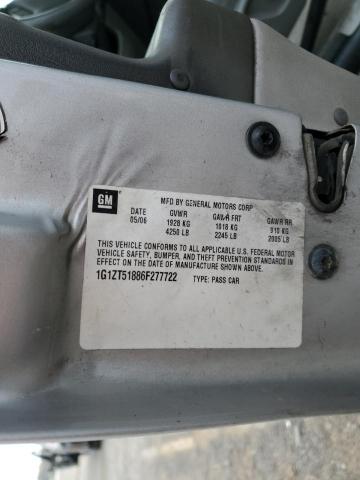 GM
MFD BY GENERAL MOTORS CORP
DATE GVWR GAWR FRT GAWR RR
05/06 1928 KG 1018 KG 910 KG
4250 LB 2245 LB 2005 LB
THIS VEHICLE CONFORMS TO ALL APPLICABLE U.S. FEDERAL MOTOR
VEHICLE SAFETY, BUMPER, AND THEFT PREVENTION STANDARDS IN
EFFECT ON THE DATE OF MANUFACTURE SHOWN ABOVE.
1G1ZT51886F277722 TYPE: PASS CAR